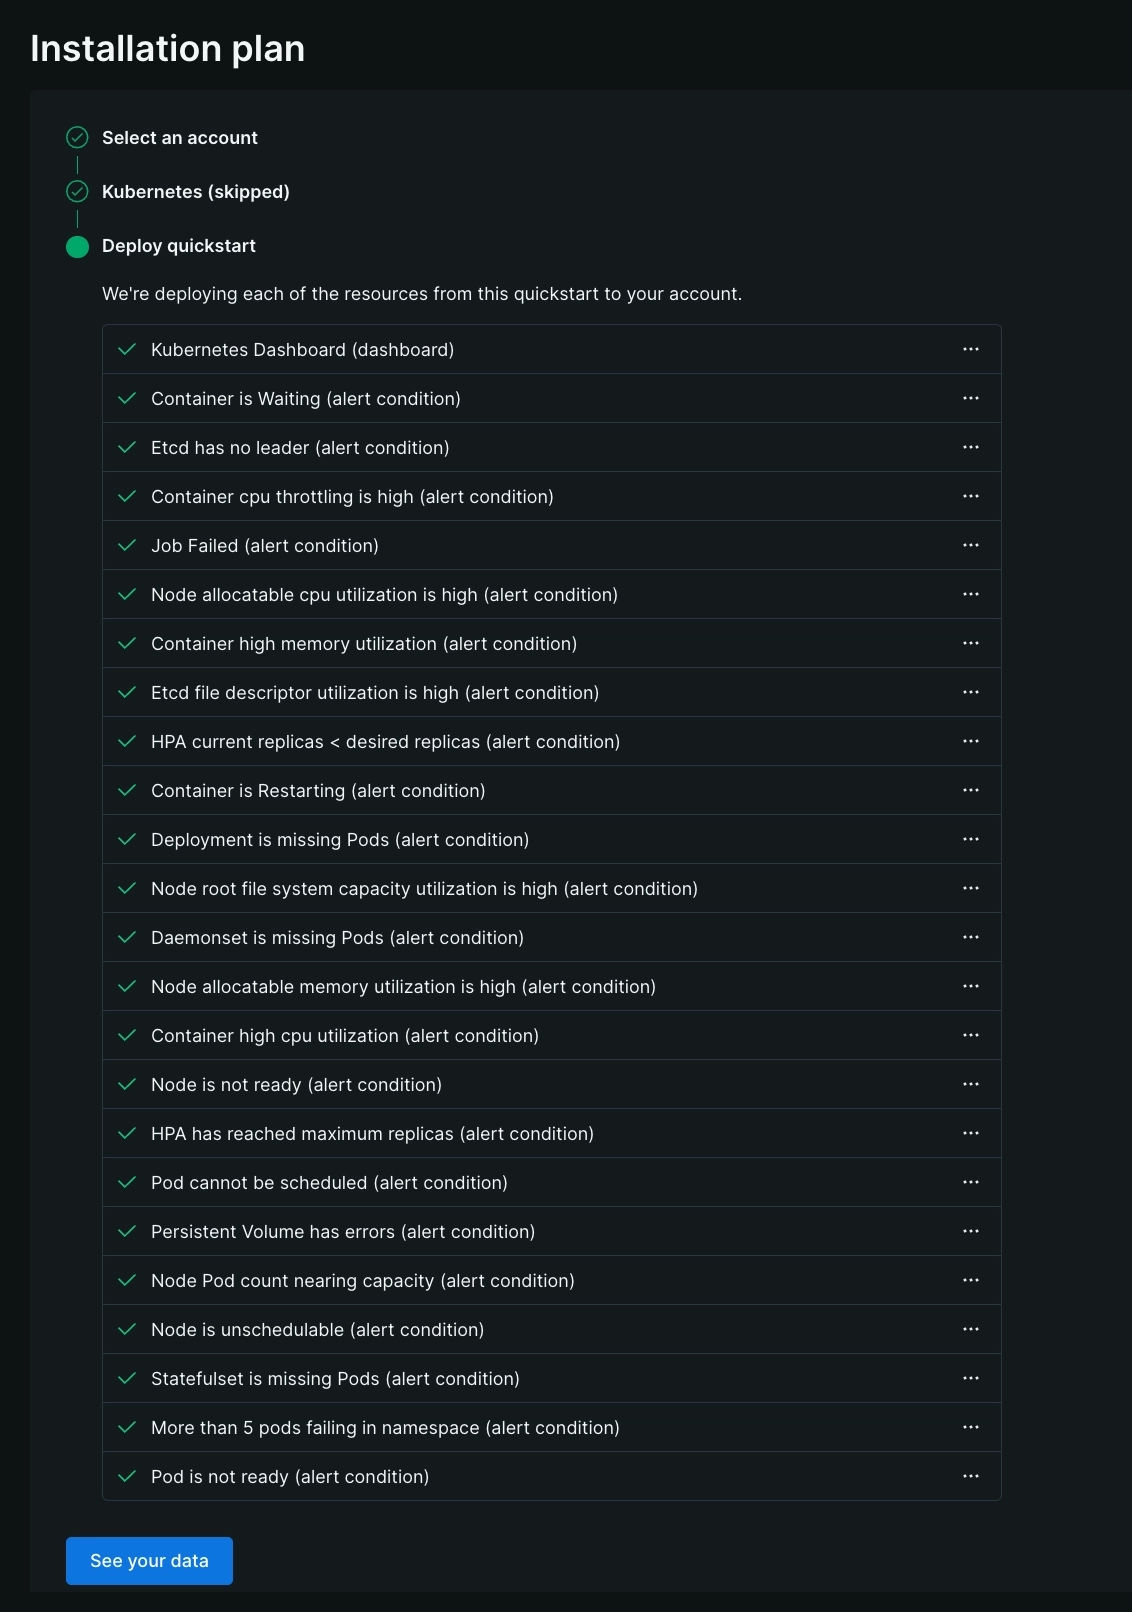 Installation plan
Select an account
Kubernetes (skipped)
Deploy quickstart
We're deploying each of the resources from this quickstart to your account.
Kubernetes Dashboard (dashboard)
Container is Waiting (alert condition)
Etcd has no leader (alert condition)
Container cpu throttling is high (alert condition)
Job Failed (alert condition)
Node allocatable cpu utilization is high (alert condition)
Container high memory utilization (alert condition)
Etcd file descriptor utilization is high (alert condition)
HPA current replicas < desired replicas (alert condition)
Container is Restarting (alert condition)
Deployment is missing Pods (alert condition)
Node root file system capacity utilization is high (alert condition)
Daemonset is missing Pods (alert condition)
Node allocatable memory utilization is high (alert condition)
Container high cpu utilization (alert condition)
Node is not ready (alert condition)
HPA has reached maximum replicas (alert condition)
Pod cannot be scheduled (alert condition)
Persistent Volume has errors (alert condition)
Node Pod count nearing capacity (alert condition)
Node is unschedulable (alert condition)
Statefulset is missing Pods (alert condition)
More than 5 pods failing in namespace (alert condition)
Pod is not ready (alert condition)
See your data